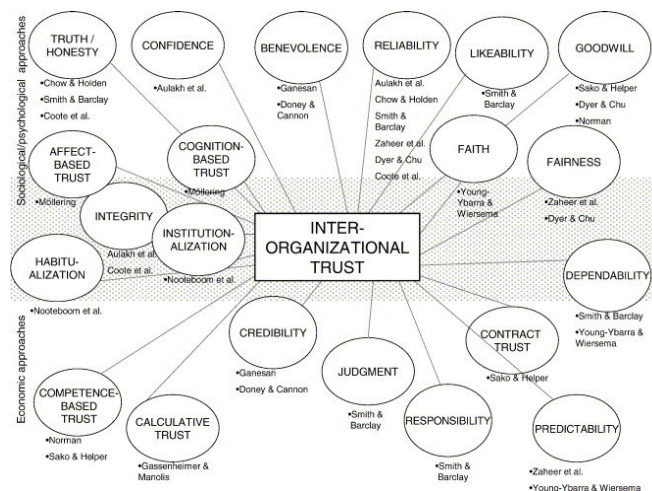 Sociological/psychological approaches
TRUTH /
HONESTY
•Chow & Holden
•Smith & Barclay
•Coote et al.
CONFIDENCE
•Aulakh et al.
BENEVOLENCE
•Ganesan
•Doney &
Cannon
RELIABILITY
Aulakh et al.
Chow & Holden
Smith &
Barclay
Zaheer et al.
Dyer & Chu
Coote et al.
LIKEABILITY
•Smith &
Barclay
GOODWILL
•Sako & Helper
•Dyer & Chu
•Norman
AFFECT-
BASED
TRUST
•Möllering
COGNITION-
BASED
TRUST
•Möllering
FAITH
•Young-
Ybarra &
Wiersema
FAIRNESS
•Zaheer et al.
•Dyer & Chu
INTEGRITY
Aulakh et al.
Coote et al.
INSTITUTION-
ALIZATION
•Nooteboom et al.
INTER-
ORGANIZATIONAL
TRUST
HABITU-
ALIZATION
•Nooteboom et al.
DEPENDABILITY
•Smith & Barclay
•Young-Ybarra &
Wiersema
Economic approaches
CREDIBILITY
•Ganesan
•Doney & Cannon
JUDGMENT
•Smith &
Barclay
CONTRACT
TRUST
•Sako & Helper
COMPETENCE-
BASED
TRUST
•Norman
•Sako & Helper
CALCULATIVE
TRUST
•Gassenheimer &
Manolis
RESPONSIBILITY
•Smith &
Barclay
PREDICTABILITY
•Zaheer et al.
•Young-Ybarra & Wiersema